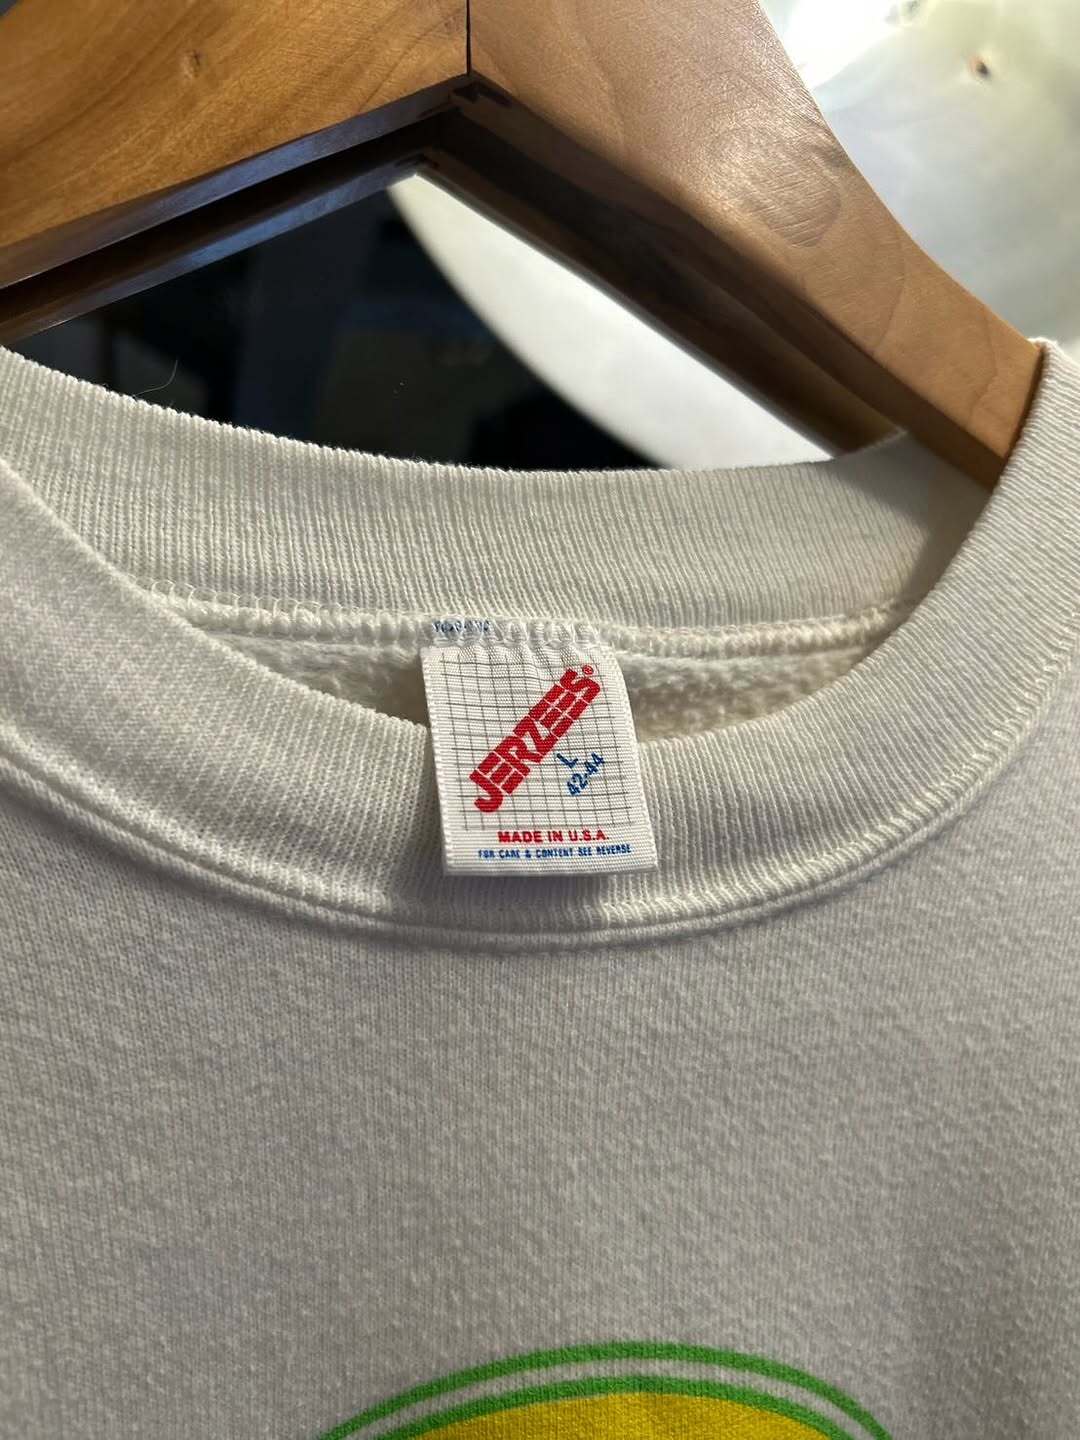 JERZEES®
L
42-44
MADE IN U.S.A.
FOR CARE & CONTENT SEE REVERSE